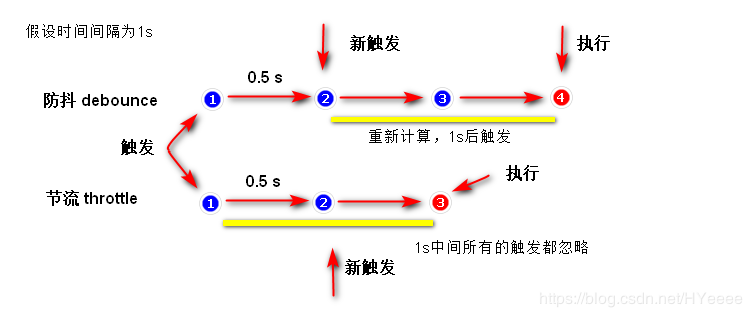 假设时间间隔为1s
新触发
执行
0.5 s
防抖 debounce
1
2
3
4
重新计算，1s后触发
触发
0.5 s
执行
节流 throttle
1
2
3
1s中间所有的触发都忽略
新触发
https://blog.csdn.net/HYeeee